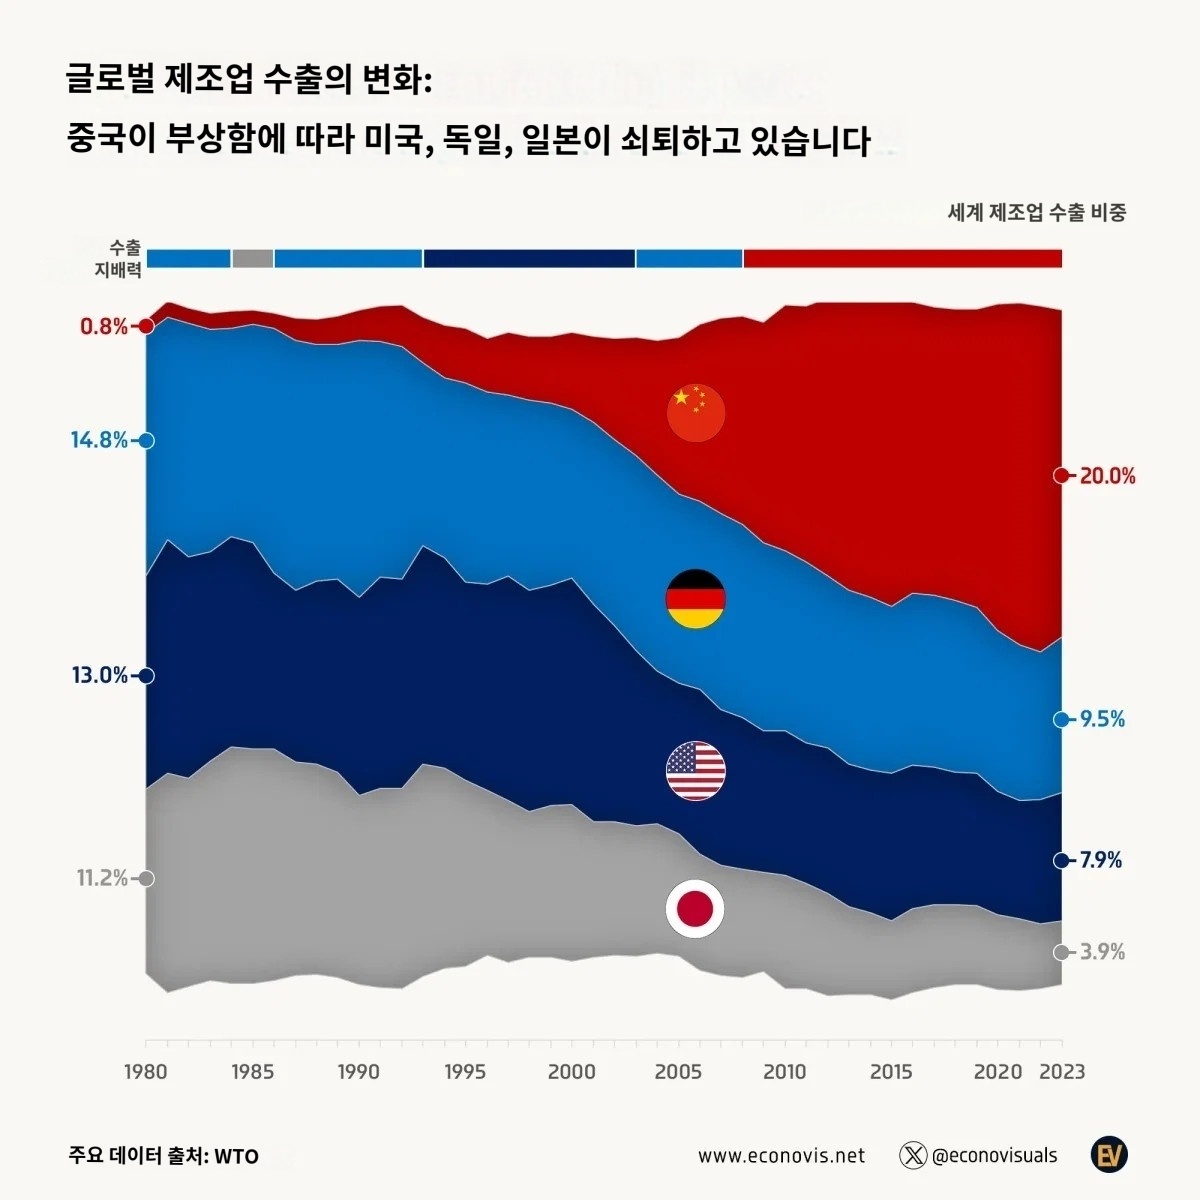 글로벌 제조업 수출의 변화:
중국이 부상함에 따라 미국, 독일, 일본이 쇠퇴하고 있습니다
세계 제조업 수출 비중
수출
지배력
0.8%
14.8%
13.0%
11.2%
20.0%
9.5%
7.9%
3.9%
1980 1985 1990 1995 2000 2005 2010 2015 2020 2023
주요 데이터 출처: WTO
www.econovis.net
@econovisuals
EV